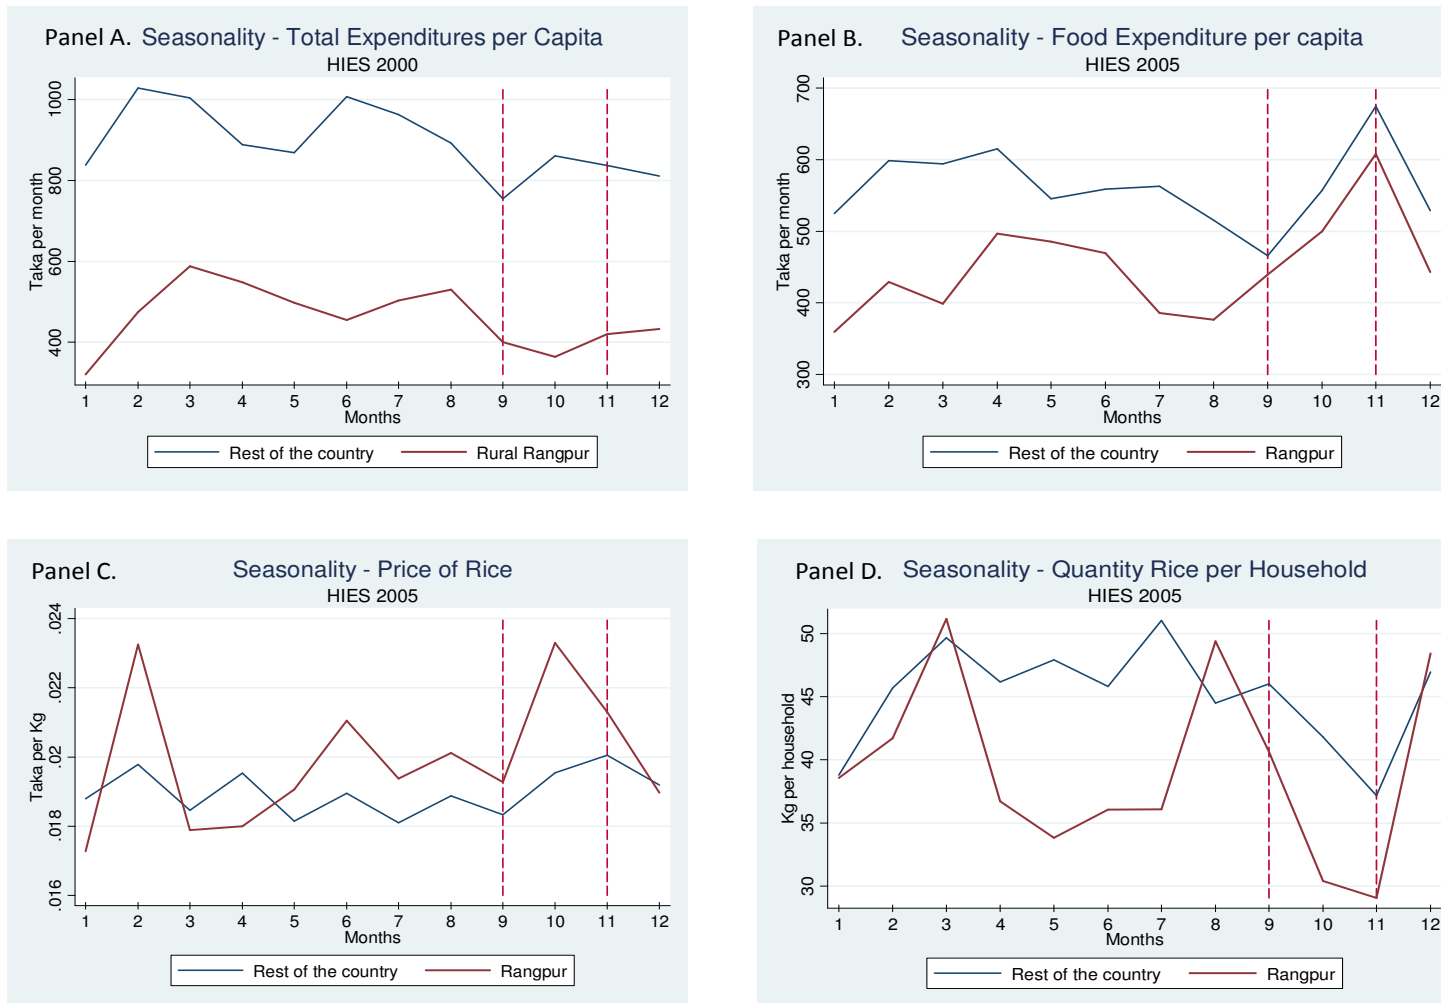 Panel A. Seasonality - Total Expenditures per Capita
HIES 2000
Taka per month
1000
800
600
400
1 2 3 4 5 6 7 8 9 10 11 12
Months
Rest of the country Rural Rangpur
Panel B. Seasonality - Food Expenditure per capita
HIES 2005
Taka per month
700
600
500
400
300
1 2 3 4 5 6 7 8 9 10 11 12
Months
Rest of the country Rangpur
Panel C. Seasonality - Price of Rice
HIES 2005
Taka per Kg
.024
.022
.02
.018
.016
1 2 3 4 5 6 7 8 9 10 11 12
Months
Rest of the country Rangpur
Panel D. Seasonality - Quantity Rice per Household
HIES 2005
Kg per household
50
45
40
35
30
1 2 3 4 5 6 7 8 9 10 11 12
Months
Rest of the country Rangpur